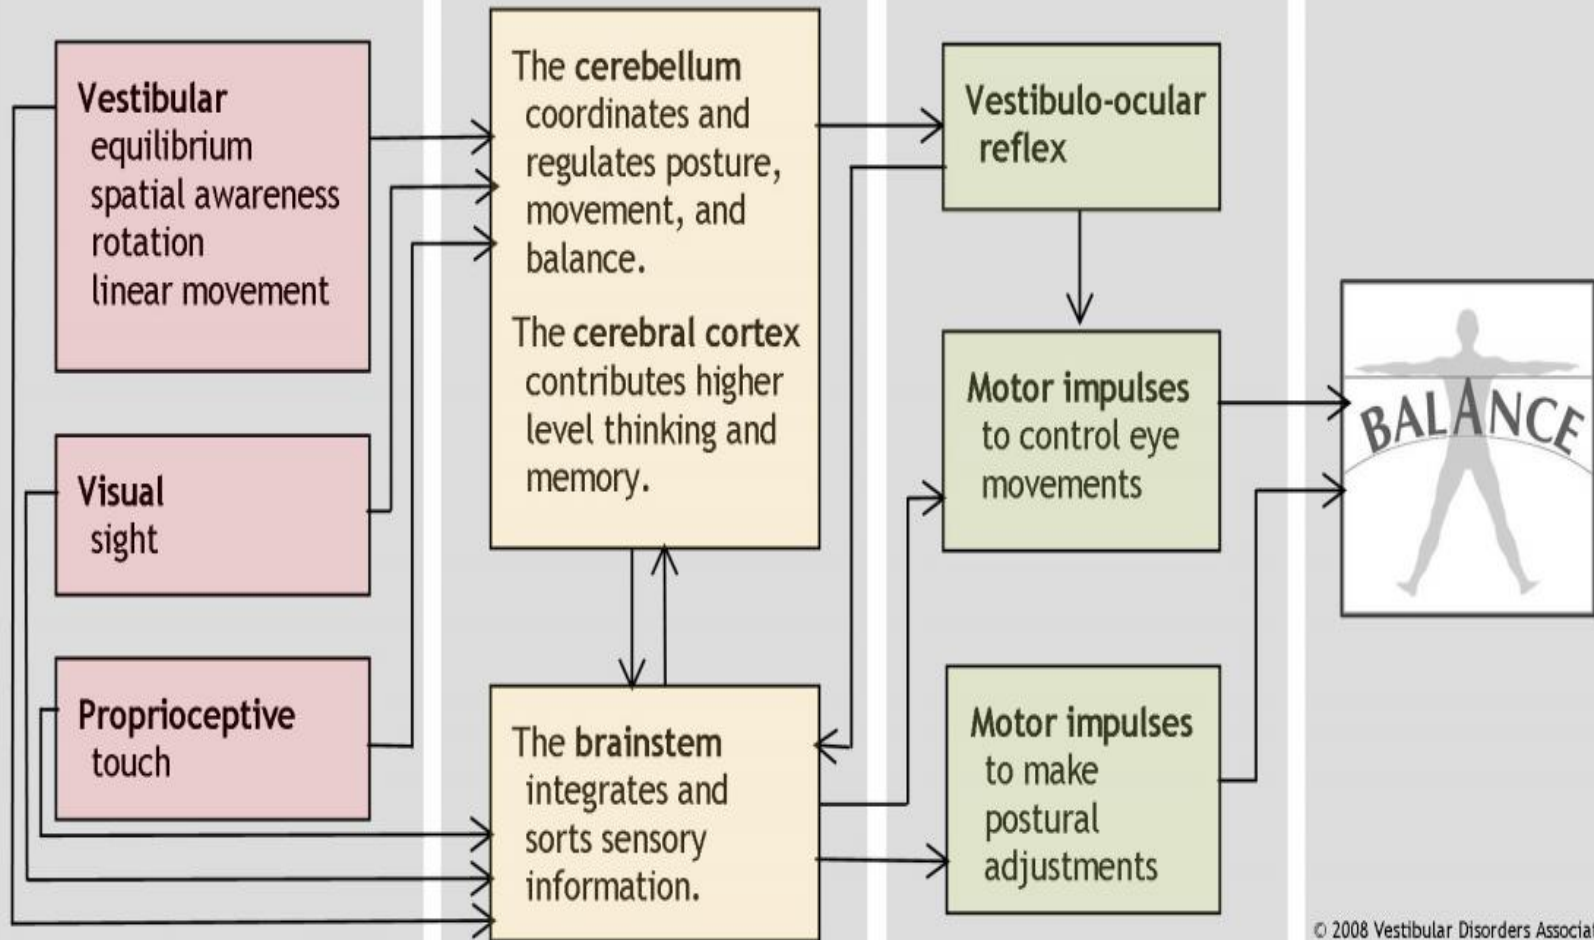 Vestibular
equilibrium
spatial awareness
rotation
linear movement
Visual
sight
Proprioceptive
touch
The cerebellum
coordinates and
regulates posture,
movement, and
balance.
The cerebral cortex
contributes higher
level thinking and
memory.
The brainstem
integrates and
sorts sensory
information.
Vestibulo-ocular
reflex
Motor impulses
to control eye
movements
Motor impulses
to make
postural
adjustments
BALANCE
© 2008 Vestibular Disorders